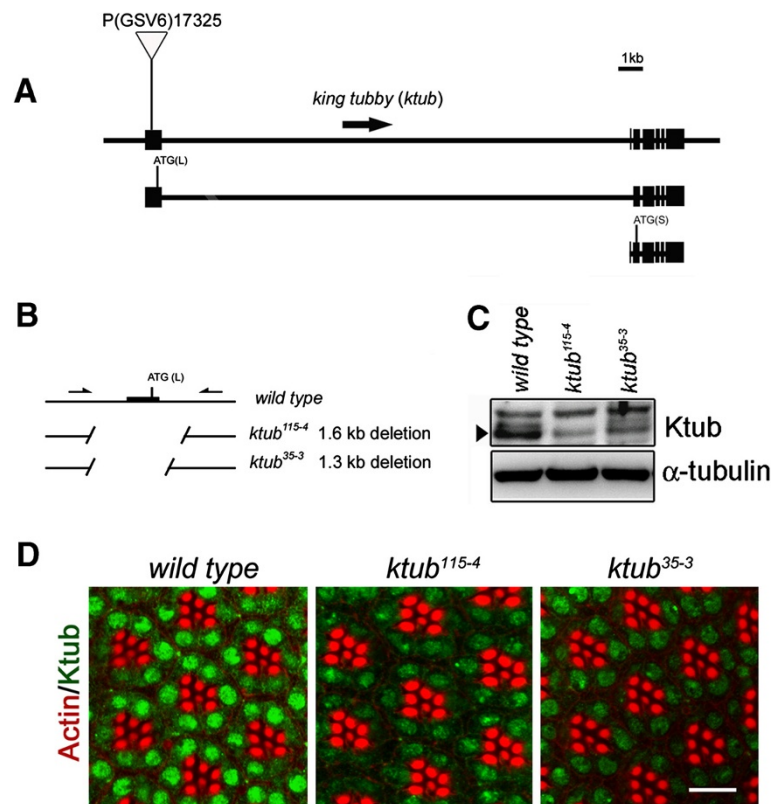 P(GSV6)17325
1kb
A
king tubby (ktub)
ATG(L)
ATG(S)
B
ATG (L)
wild type
ktub115-4 1.6 kb deletion
ktub35-3 1.3 kb deletion
C
wild type
ktub115-4
ktub35-3
Ktub
α-tubulin
D
wild type ktub115-4 ktub35-3
Actin/Ktub